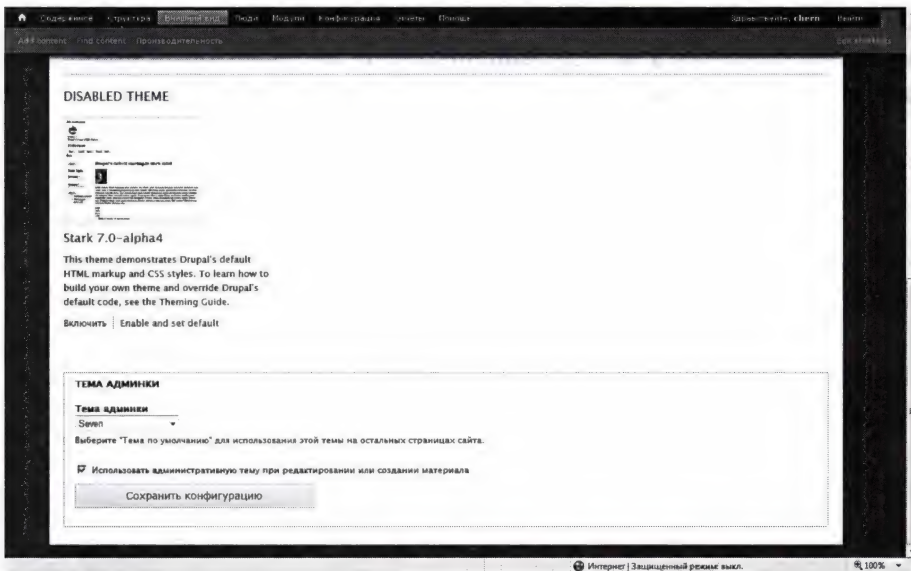 Содержимое Структура Внешний вид Люди Модули Конфигурация Отчеты Помощь Здравствуйте, chern Выйти
Add content Find content Производительность Edit shortcuts
DISABLED THEME
Stark 7.0-alpha4
This theme demonstrates Drupal's default
HTML markup and CSS styles. To learn how to
build your own theme and override Drupal's
default code, see the Theming Guide.
Включить Enable and set default
ТЕМА АДМИНКИ
Тема админки
Seven
Выберите "Тема по умолчанию" для использования этой темы на остальных страницах сайта.
Использовать административную тему при редактировании или создании материала
Сохранить конфигурацию
Интернет | Защищенный режим: выкл. 100%